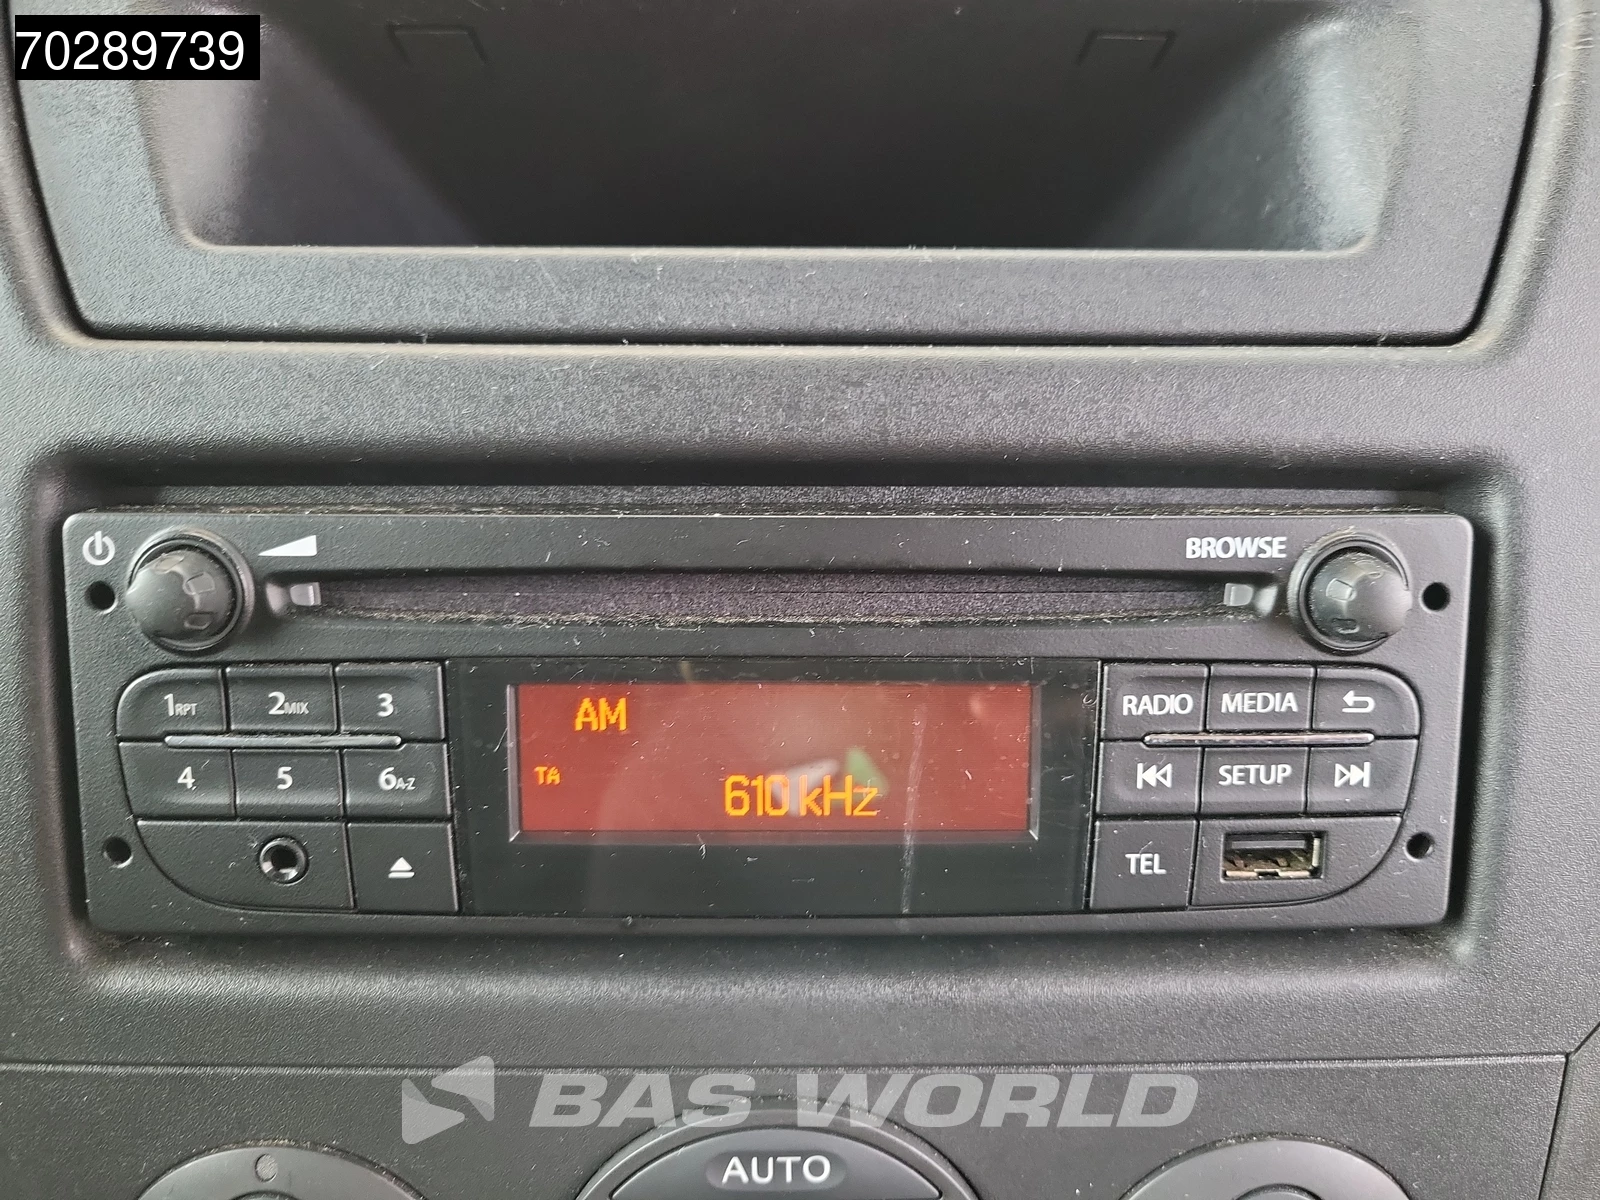 70289739
BROWSE
1RPT 2MIX 3
AM
RADIO MEDIA
4 5 6A-Z
TA
610 kHz
SETUP
TEL
BAS WORLD
AUTO